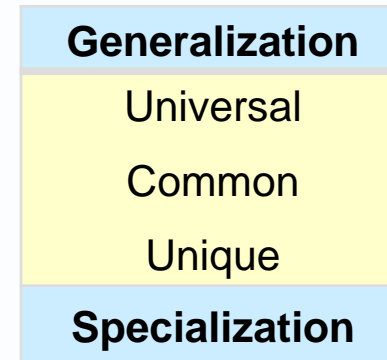 Generalization
Universal
Common
Unique
Specialization